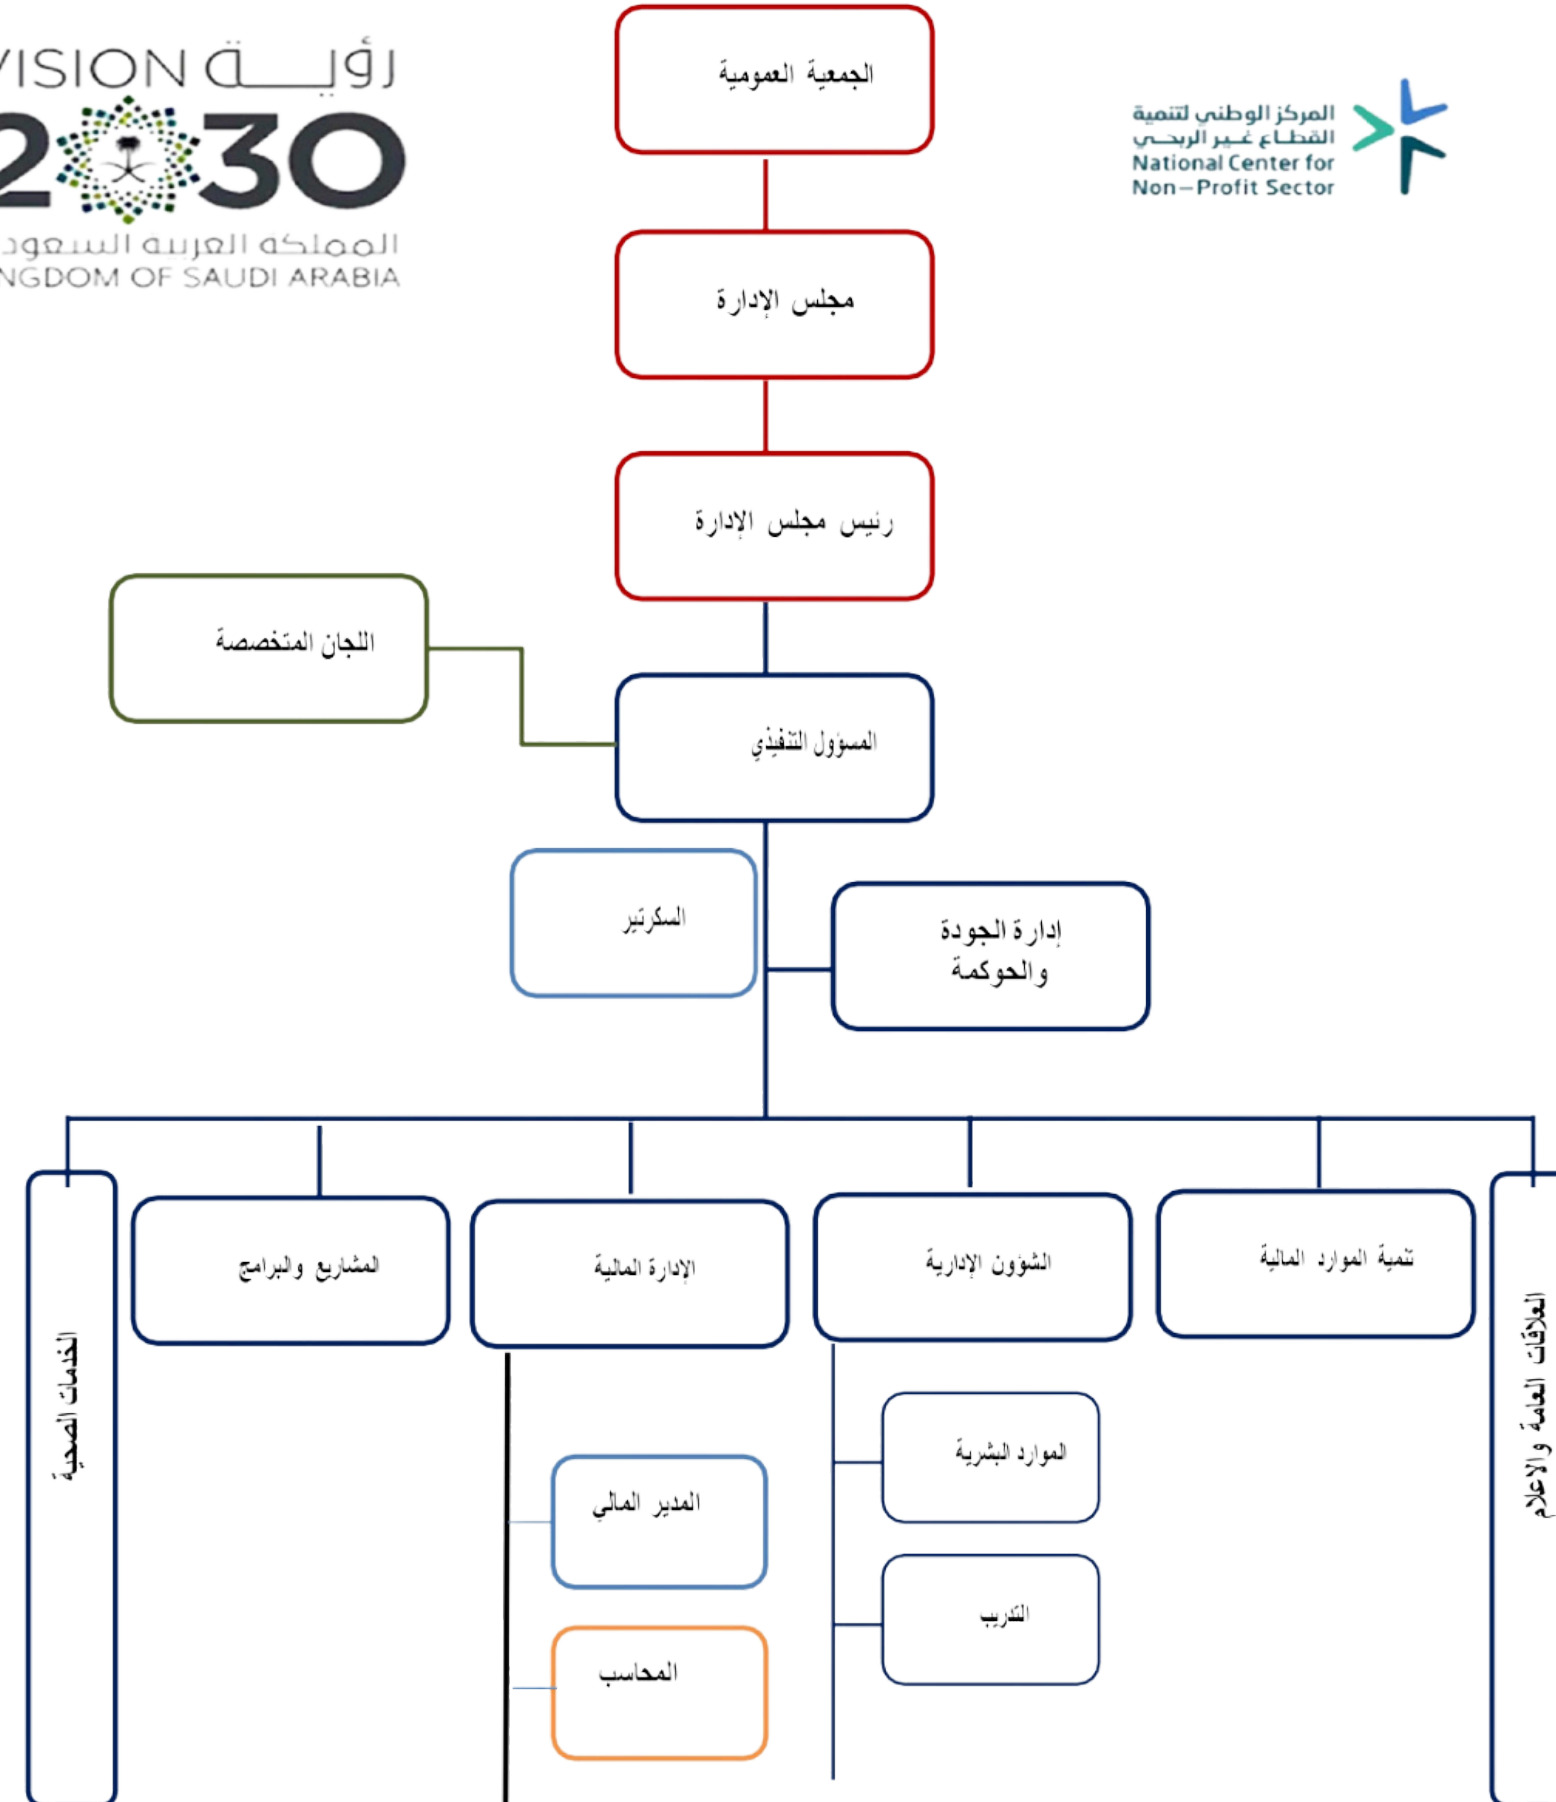 VISION رؤيـــة
2030
المملكة العربية السعود
NGDOM OF SAUDI ARABIA
المركز الوطني لتنمية
القطاع غير الربحي
National Center for
Non-Profit Sector
الجمعية العمومية
مجلس الإدارة
رئيس مجلس الإدارة
اللجان المتخصصة
المسؤول التنفيذي
السكرتير
إدارة الجودة
والحوكمة
العلاقات العامة والاعلام
تنمية الموارد المالية
الشؤون الإدارية
الإدارة المالية
المشاريع والبرامج
الخدمات الصحية
الموارد البشرية
المدير المالي
التدريب
المحاسب